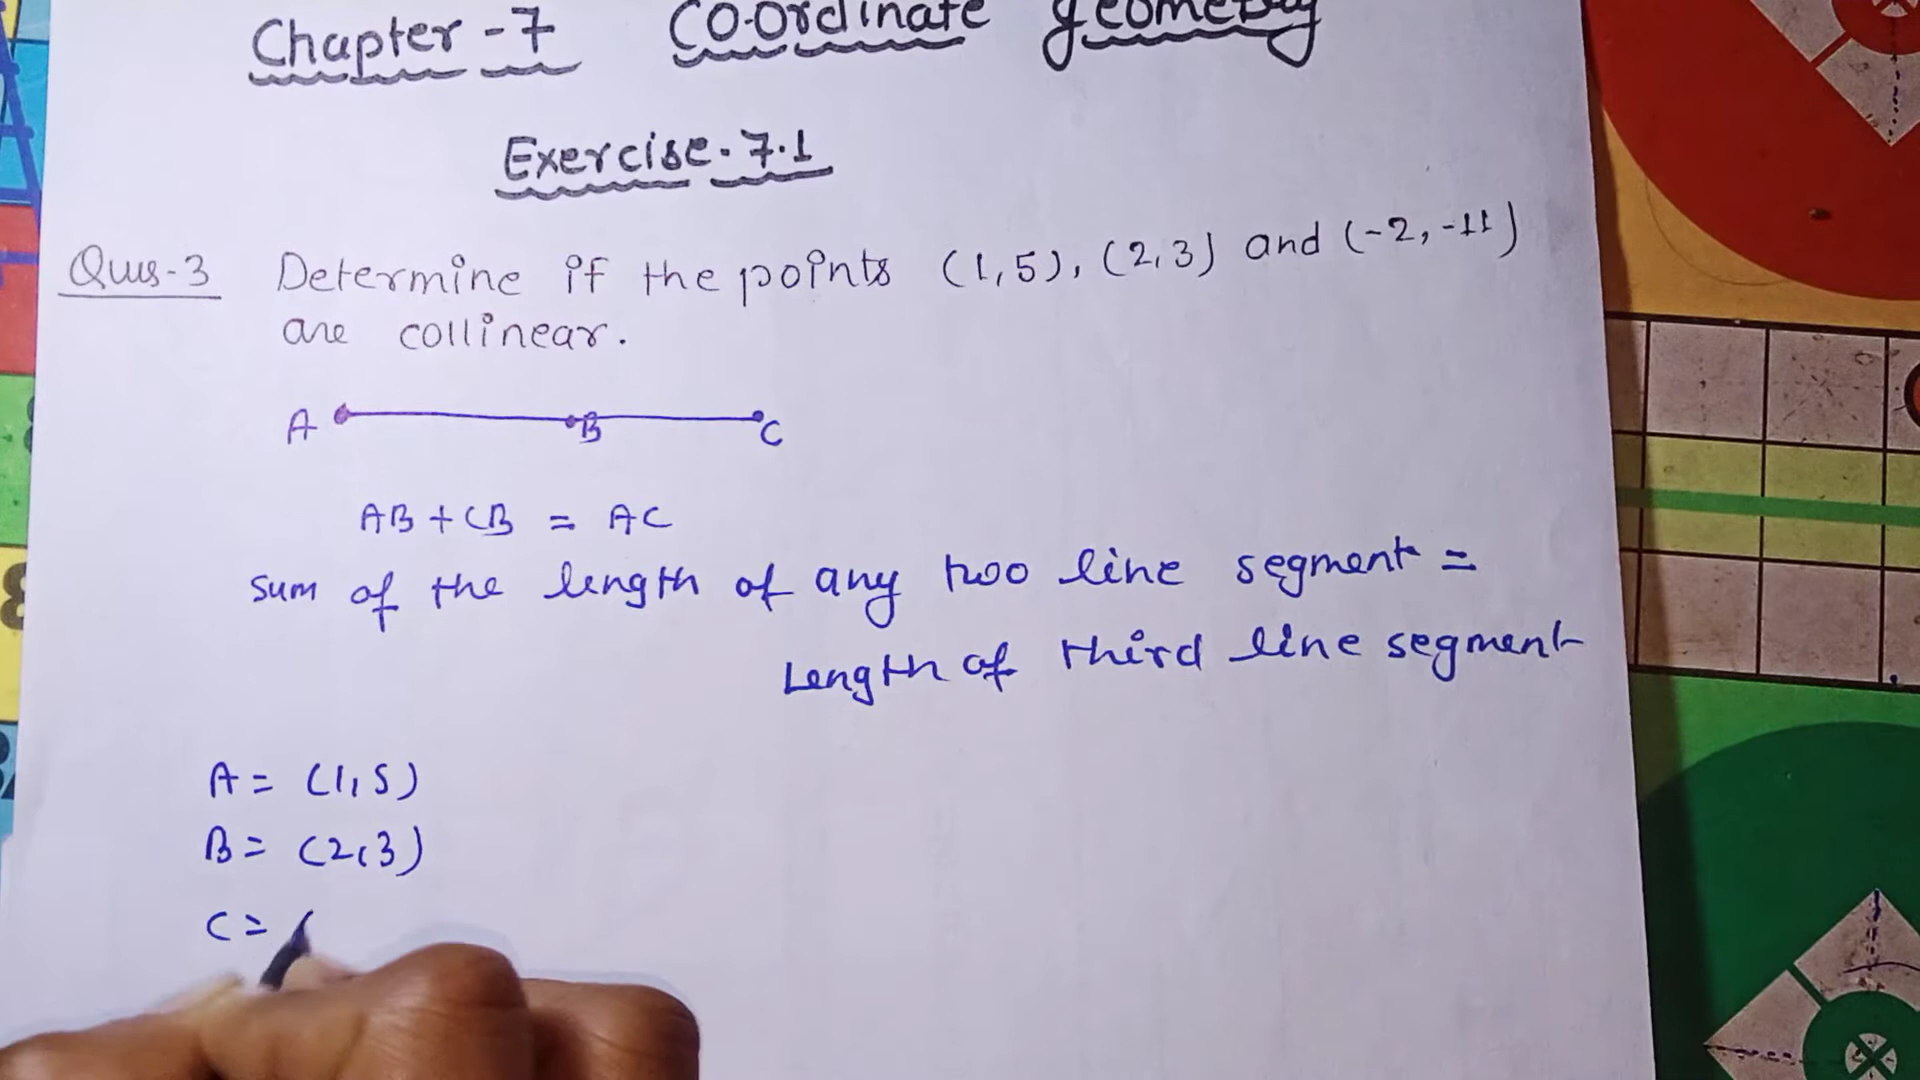 Chapter-7 CO-Ordinate geometry
Exercise-7.1
Ques-3 Determine if the points (1,5), (2,3) and (-2,-11)
are collinear.
A B C
AB + CB = AC
sum of the length of any two line segment =
Length of third line segment
A = (1,5)
B = (2,3)
C = (